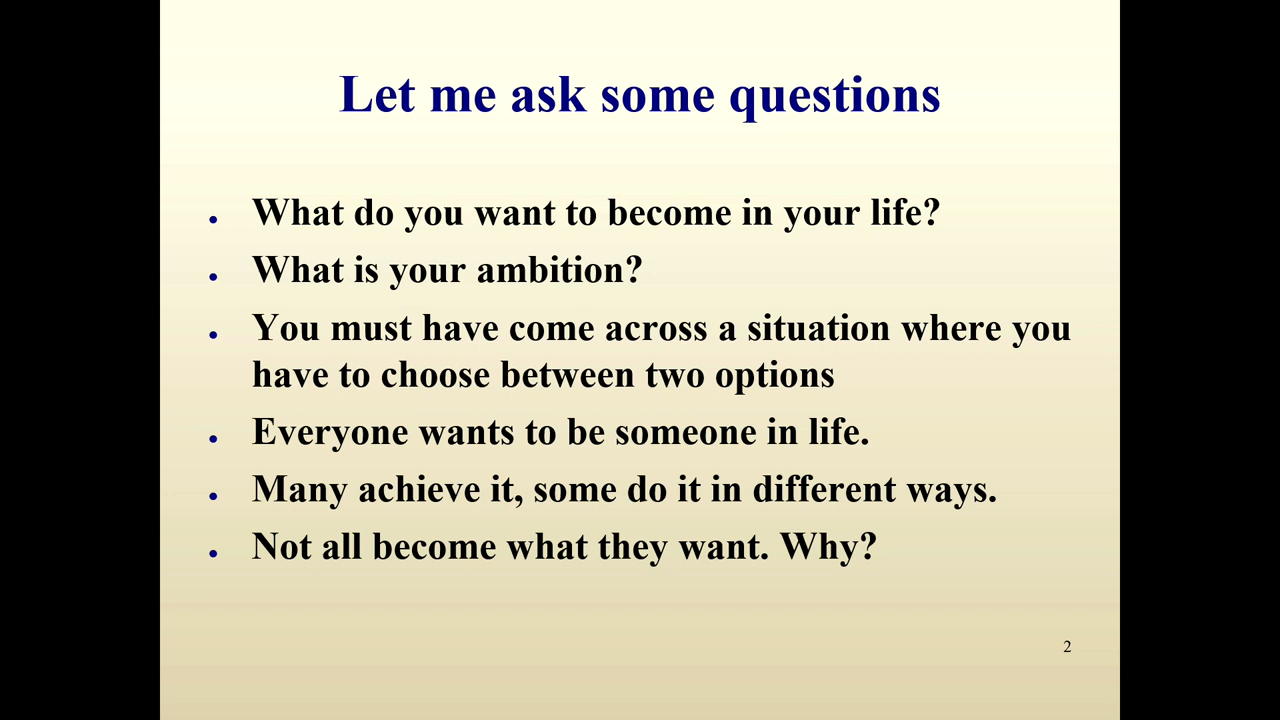 Let me ask some questions
● What do you want to become in your life?
● What is your ambition?
● You must have come across a situation where you
have to choose between two options
● Everyone wants to be someone in life.
● Many achieve it, some do it in different ways.
● Not all become what they want. Why?
2